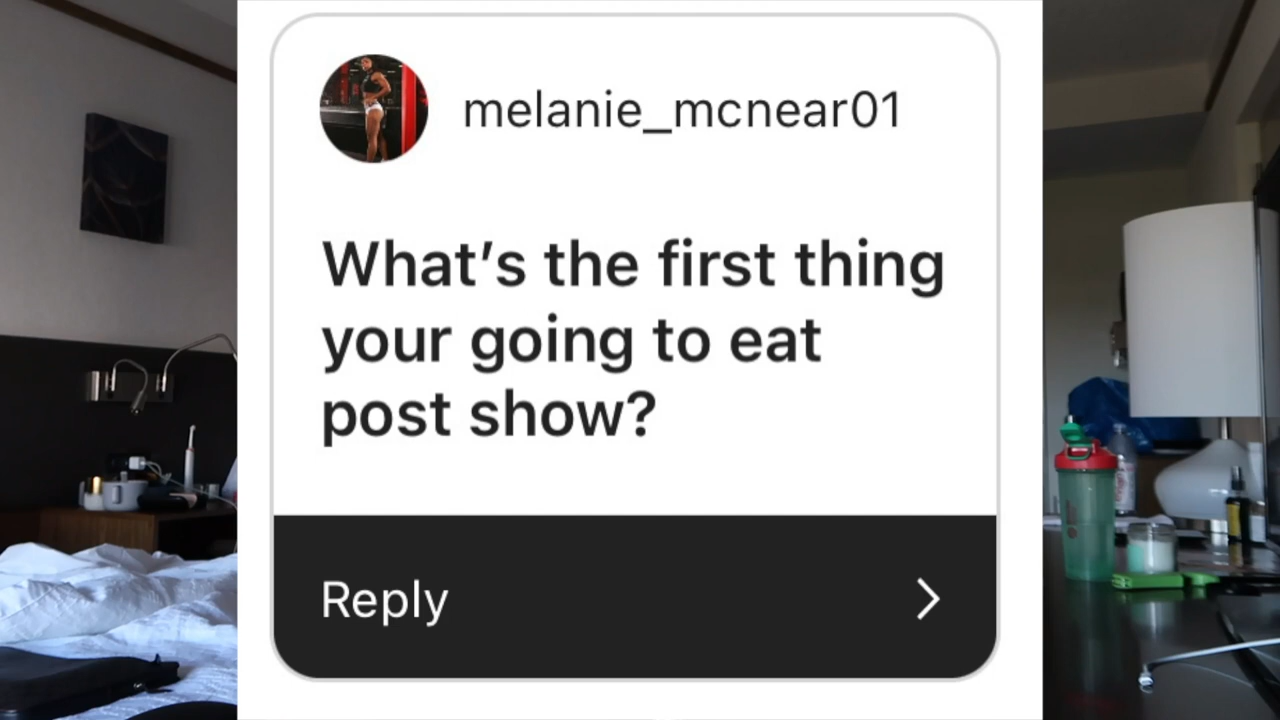 melanie_mcnear01
What’s the first thing
your going to eat
post show?
Reply